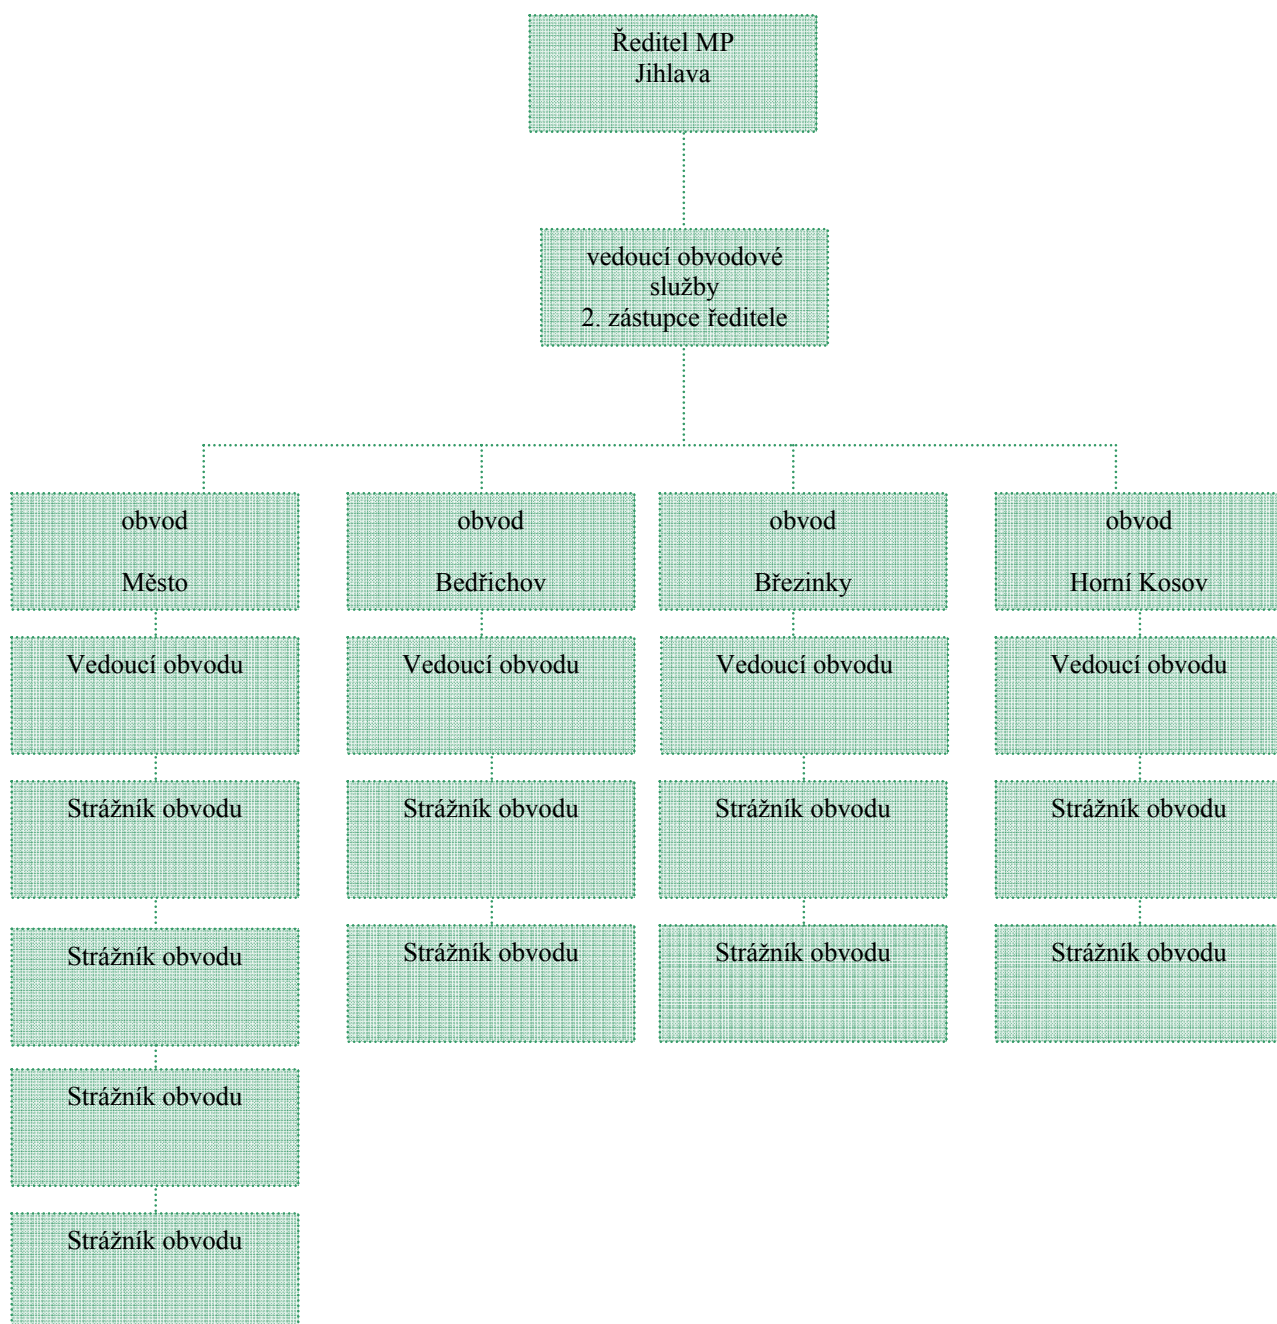 Ředitel MP
Jihlava
vedoucí obvodové
služby
2. zástupce ředitele
obvod
Město
obvod
Bedřichov
obvod
Březinky
obvod
Horní Kosov
Vedoucí obvodu
Vedoucí obvodu
Vedoucí obvodu
Vedoucí obvodu
Strážník obvodu
Strážník obvodu
Strážník obvodu
Strážník obvodu
Strážník obvodu
Strážník obvodu
Strážník obvodu
Strážník obvodu
Strážník obvodu
Strážník obvodu